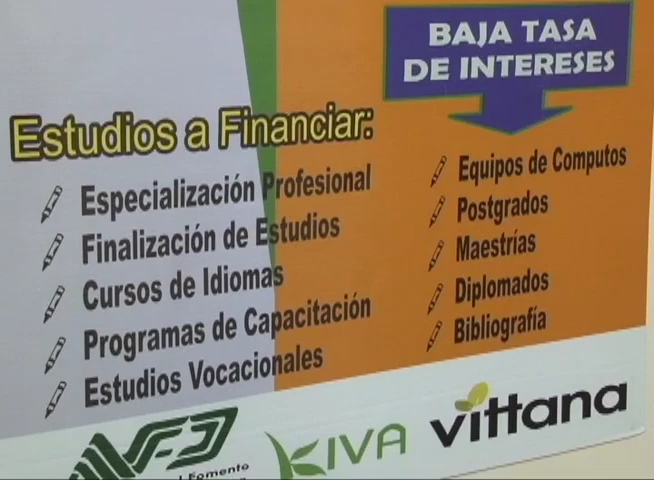 BAJA TASA
DE INTERESES
Estudios a Financiar:
Especialización Profesional
Finalización de Estudios
Cursos de Idiomas
Programas de Capacitación
Estudios Vocacionales
Equipos de Computos
Postgrados
Maestrías
Diplomados
Bibliografía
Fomento
KIVA
vittana